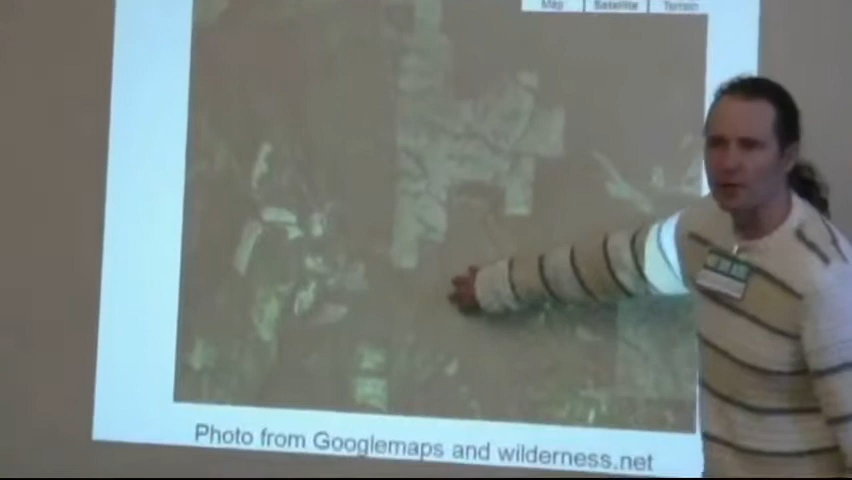 Map Satellite Terrain
Photo from Googlemaps and wilderness.net